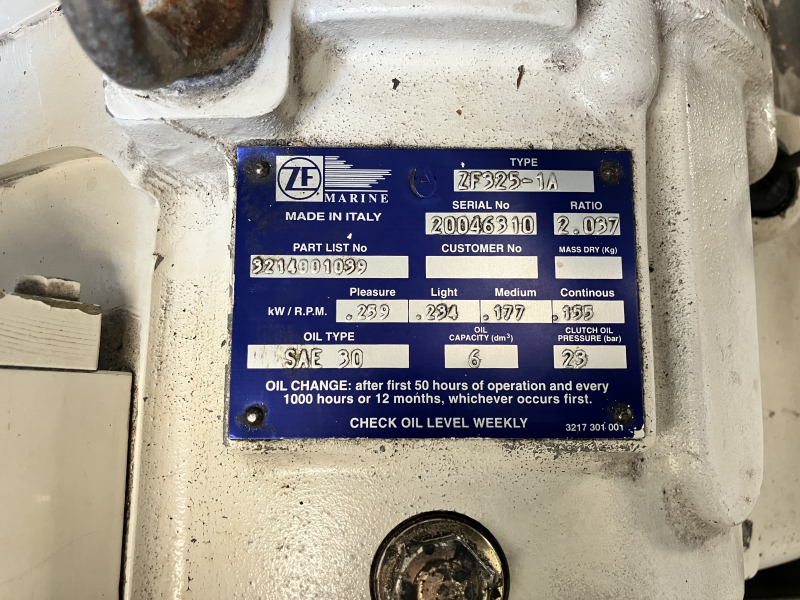 ZF
MARINE
MADE IN ITALY
TYPE
ZF325-1A
SERIAL No RATIO
20046310 2.037
PART LIST No CUSTOMER No MASS DRY (Kg)
3214001039
Pleasure Light Medium Continous
kW / R.P.M. .259 .234 .177 .155
OIL TYPE OIL CAPACITY (dm³) CLUTCH OIL PRESSURE (bar)
SAE 30 6 23
OIL CHANGE: after first 50 hours of operation and every
1000 hours or 12 months, whichever occurs first.
CHECK OIL LEVEL WEEKLY 3217 301 001